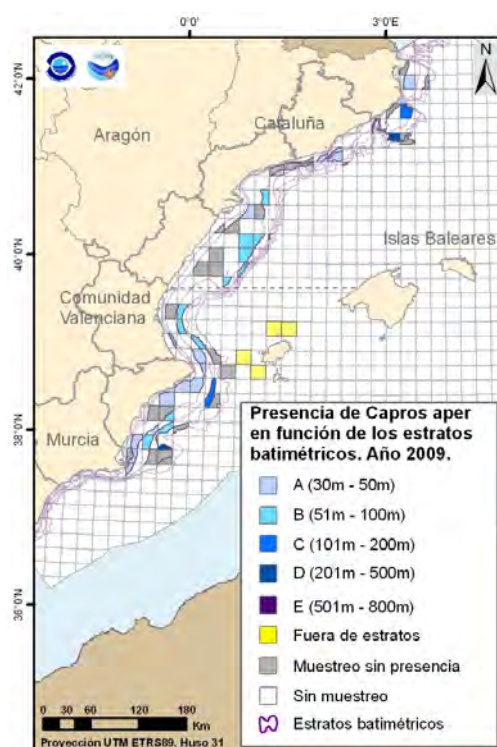 0°0'
3°0'E
42°0'N
N
Cataluña
Aragón
Islas Baleares
40°0'N
Comunidad
Valenciana
38°0'N
Murcia
36°0'N
Presencia de Capros aper
en función de los estratos
batimétricos. Año 2009.
A (30m - 50m)
B (51m - 100m)
C (101m - 200m)
D (201m - 500m)
E (501m - 800m)
Fuera de estratos
Muestreo sin presencia
Sin muestreo
Estratos batimétricos
0 30 60 120 180
Km
Proyección UTM ETRS89. Huso 31